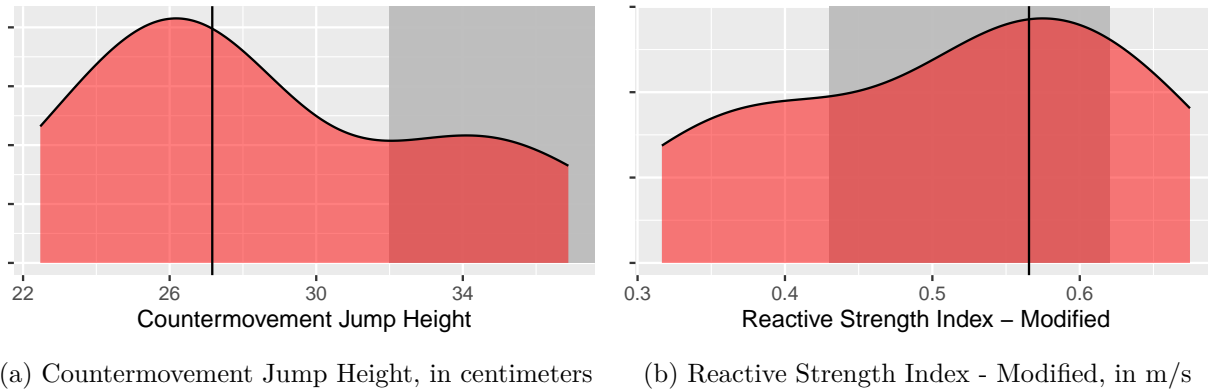 22 26 30 34
Countermovement Jump Height
(a) Countermovement Jump Height, in centimeters
0.3 0.4 0.5 0.6
Reactive Strength Index − Modified
(b) Reactive Strength Index - Modified, in m/s